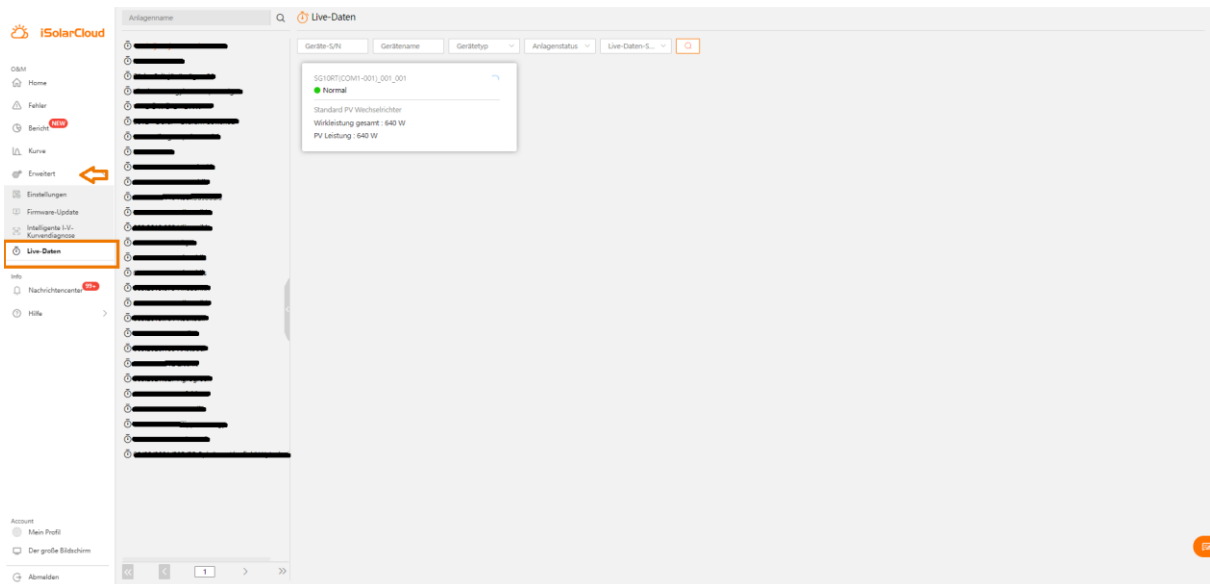 iSolarCloud
O&M
Home
Fehler
Bericht NEW
Kurve
Erweitert
Einstellungen
Firmware-Update
Intelligente I-V-
Kurvendiagnose
Live-Daten
Info
Nachrichtencenter 99+
Hilfe
Account
Mein Profil
Der große Bildschirm
Abmelden
Anlagenname
1
Live-Daten
Geräte-S/N Gerätename Gerätetyp Anlagenstatus Live-Daten-S...
SG10RT(COM1-001)_001_001
Normal
Standard PV Wechselrichter
Wirkleistung gesamt : 640 W
PV Leistung : 640 W